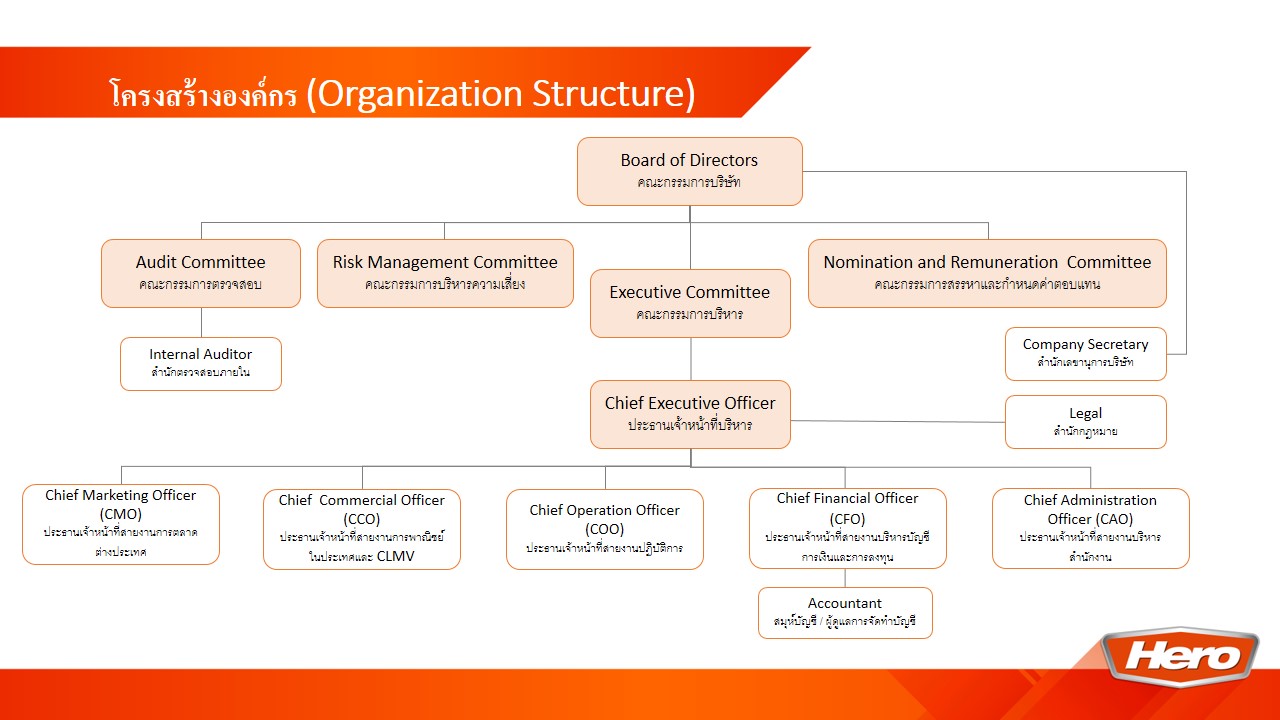 โครงสร้างองค์กร (Organization Structure)
Board of Directors
คณะกรรมการบริษัท
Audit Committee
คณะกรรมการตรวจสอบ
Risk Management Committee
คณะกรรมการบริหารความเสี่ยง
Executive Committee
คณะกรรมการบริหาร
Nomination and Remuneration Committee
คณะกรรมการสรรหาและกำหนดค่าตอบแทน
Internal Auditor
สำนักตรวจสอบภายใน
Company Secretary
สำนักเลขานุการบริษัท
Chief Executive Officer
ประธานเจ้าหน้าที่บริหาร
Legal
สำนักกฎหมาย
Chief Marketing Officer
(CMO)
ประธานเจ้าหน้าที่สายงานการตลาด
ต่างประเทศ
Chief Commercial Officer
(CCO)
ประธานเจ้าหน้าที่สายงานการพาณิชย์
ในประเทศและ CLMV
Chief Operation Officer
(COO)
ประธานเจ้าหน้าที่สายงานปฏิบัติการ
Chief Financial Officer
(CFO)
ประธานเจ้าหน้าที่สายงานบริหารบัญชี
การเงินและการลงทุน
Chief Administration
Officer (CAO)
ประธานเจ้าหน้าที่สายงานบริหาร
สำนักงาน
Accountant
สมุห์บัญชี / ผู้ดูแลการจัดทำบัญชี
Hero